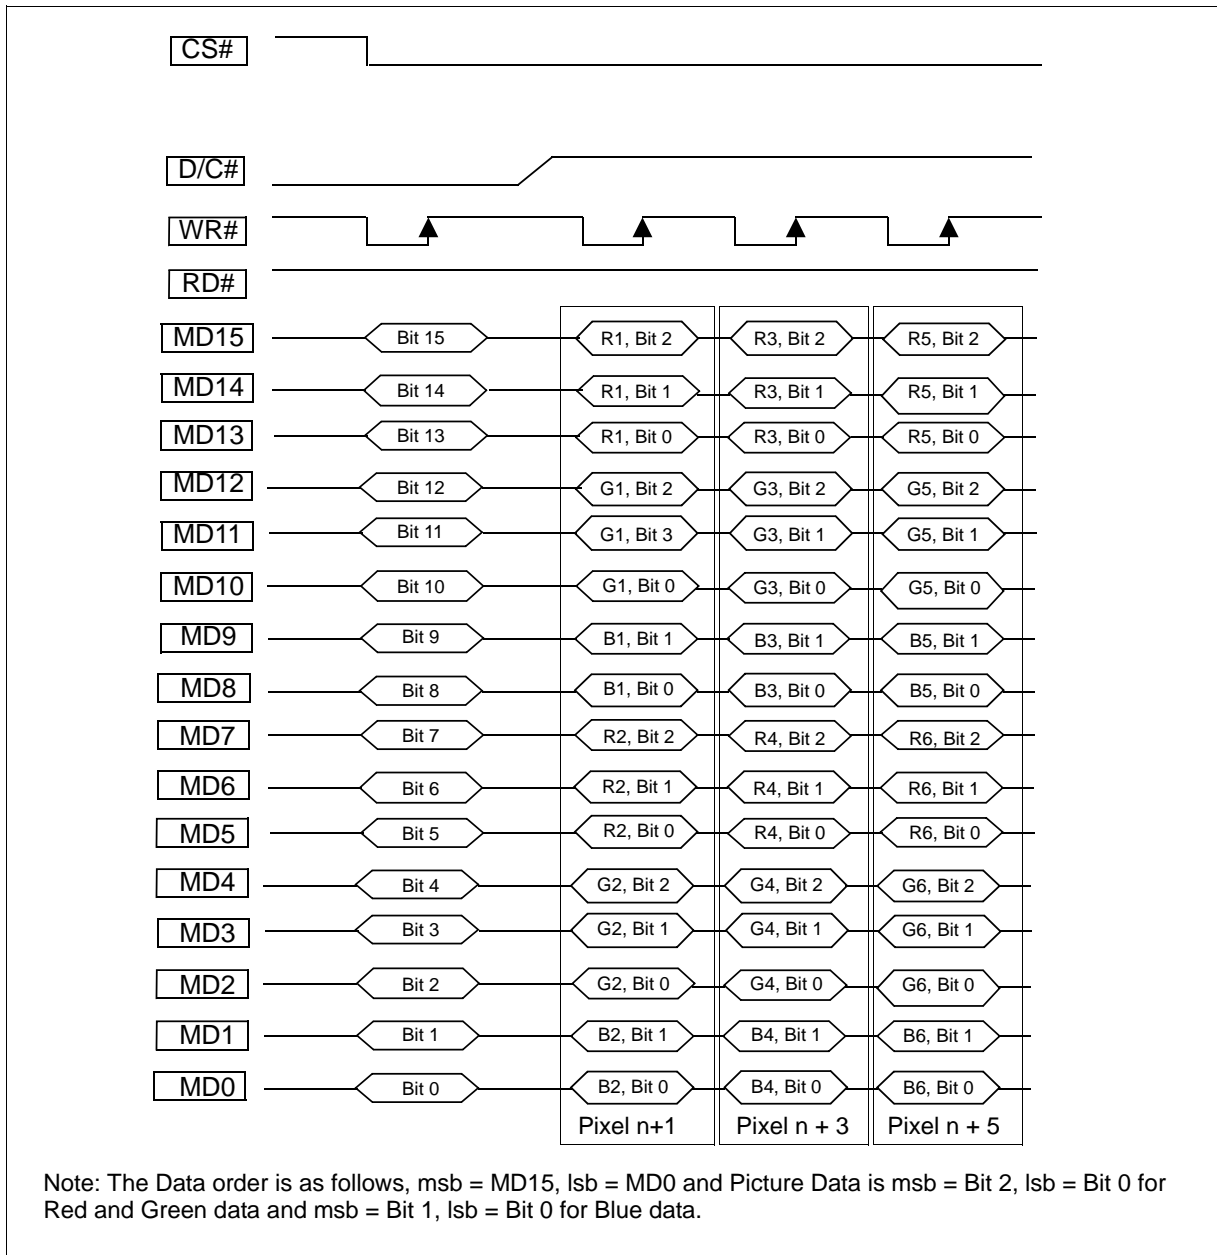 CS#
D/C#
WR#
RD#
MD15 Bit 15 R1, Bit 2 R3, Bit 2 R5, Bit 2
MD14 Bit 14 R1, Bit 1 R3, Bit 1 R5, Bit 1
MD13 Bit 13 R1, Bit 0 R3, Bit 0 R5, Bit 0
MD12 Bit 12 G1, Bit 2 G3, Bit 2 G5, Bit 2
MD11 Bit 11 G1, Bit 3 G3, Bit 1 G5, Bit 1
MD10 Bit 10 G1, Bit 0 G3, Bit 0 G5, Bit 0
MD9 Bit 9 B1, Bit 1 B3, Bit 1 B5, Bit 1
MD8 Bit 8 B1, Bit 0 B3, Bit 0 B5, Bit 0
MD7 Bit 7 R2, Bit 2 R4, Bit 2 R6, Bit 2
MD6 Bit 6 R2, Bit 1 R4, Bit 1 R6, Bit 1
MD5 Bit 5 R2, Bit 0 R4, Bit 0 R6, Bit 0
MD4 Bit 4 G2, Bit 2 G4, Bit 2 G6, Bit 2
MD3 Bit 3 G2, Bit 1 G4, Bit 1 G6, Bit 1
MD2 Bit 2 G2, Bit 0 G4, Bit 0 G6, Bit 0
MD1 Bit 1 B2, Bit 1 B4, Bit 1 B6, Bit 1
MD0 Bit 0 B2, Bit 0 B4, Bit 0 B6, Bit 0
Pixel n+1 Pixel n + 3 Pixel n + 5
Note: The Data order is as follows, msb = MD15, lsb = MD0 and Picture Data is msb = Bit 2, lsb = Bit 0 for
Red and Green data and msb = Bit 1, lsb = Bit 0 for Blue data.